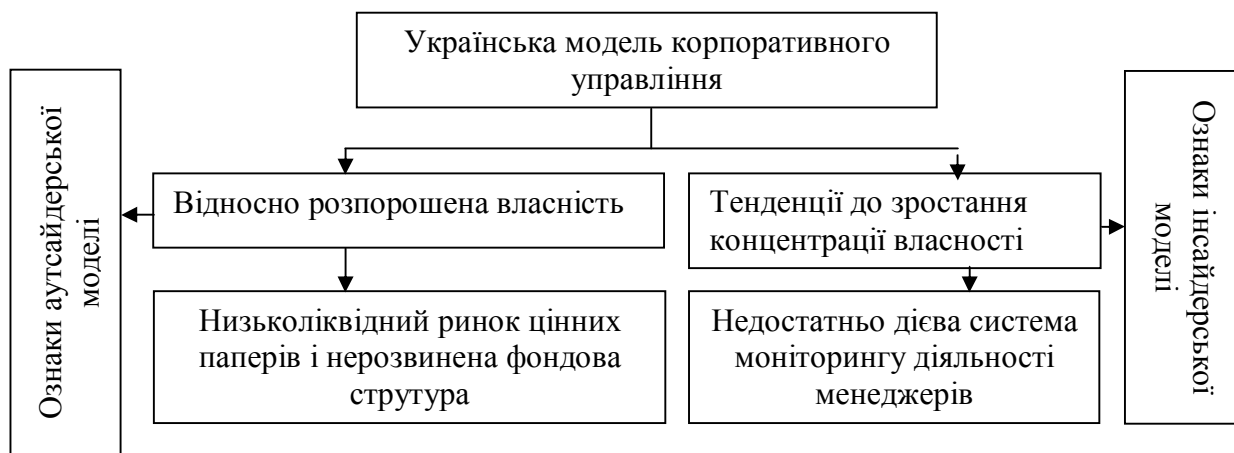 Українська модель корпоративного
управління
Ознаки аутсайдерської
моделі
Відносно розпорошена власність
Тенденції до зростання
концентрації власності
Ознаки інсайдерської
моделі
Низьколіквідний ринок цінних
паперів і нерозвинена фондова
струтура
Недостатньо дієва система
моніторингу діяльності
менеджерів